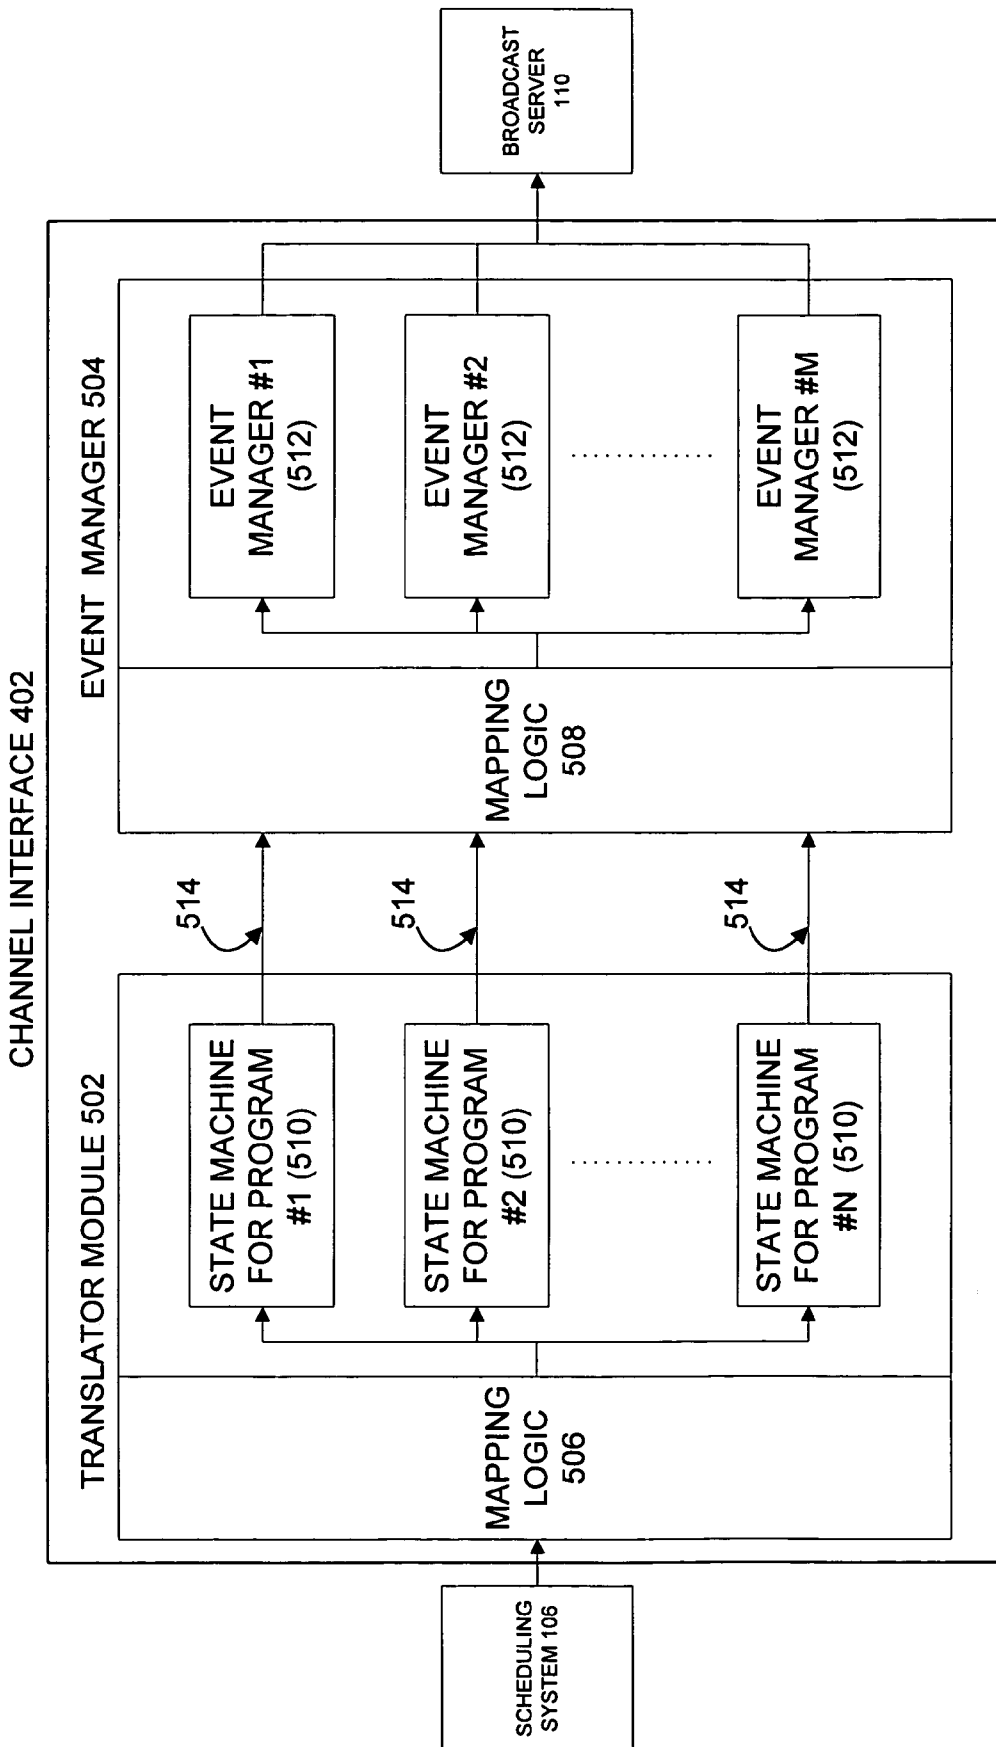 CHANNEL INTERFACE 402
TRANSLATOR MODULE 502
EVENT MANAGER 504
SCHEDULING
SYSTEM 106
MAPPING
LOGIC
506
STATE MACHINE
FOR PROGRAM
#1 (510)
STATE MACHINE
FOR PROGRAM
#2 (510)
STATE MACHINE
FOR PROGRAM
#N (510)
514
514
514
MAPPING
LOGIC
508
EVENT
MANAGER #1
(512)
EVENT
MANAGER #2
(512)
EVENT
MANAGER #M
(512)
BROADCAST
SERVER
110